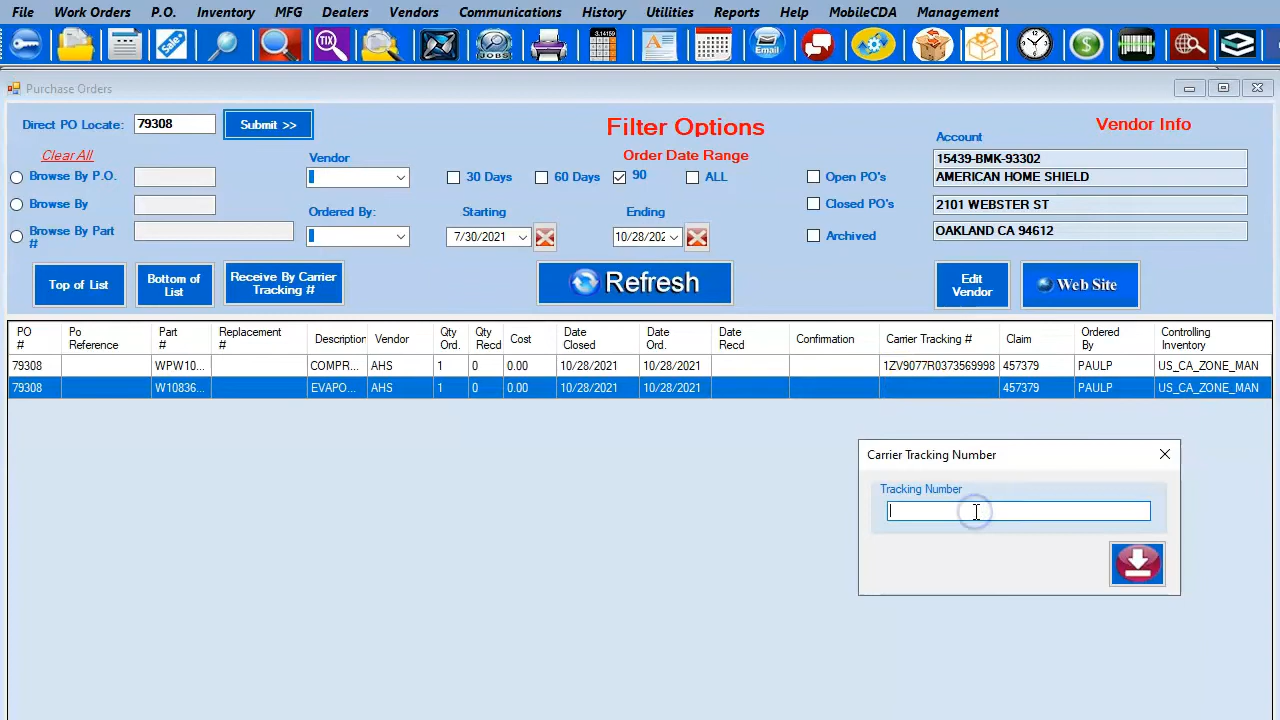 File Work Orders P.O. Inventory MFG Dealers Vendors Communications History Utilities Reports Help MobileCDA Management
Sale
TIX
JOBS
3.14159
Email
Purchase Orders
Direct PO Locate: 79308 Submit >>
Filter Options
Vendor Info
Clear All
Vendor
Order Date Range
Account
Browse By P.O.
30 Days 60 Days 90 ALL
Open PO's
15439-BMK-93302
AMERICAN HOME SHIELD
Browse By
Ordered By:
Starting
Ending
Closed PO's
2101 WEBSTER ST
Browse By Part #
7/30/2021
10/28/202
Archived
OAKLAND CA 94612
Top of List
Bottom of List
Receive By Carrier Tracking #
Refresh
Edit Vendor
Web Site
PO # Po Reference Part # Replacement # Description Vendor Qty Ord. Qty Recd Cost Date Closed Date Ord. Date Recd Confirmation Carrier Tracking # Claim Ordered By Controlling Inventory
79308 WPW10... COMPR... AHS 1 0 0.00 10/28/2021 10/28/2021 1ZV9077R0373569998 457379 PAULP US_CA_ZONE_MAN
79308 W10836... EVAPO... AHS 1 0 0.00 10/28/2021 10/28/2021 457379 PAULP US_CA_ZONE_MAN
Carrier Tracking Number
Tracking Number